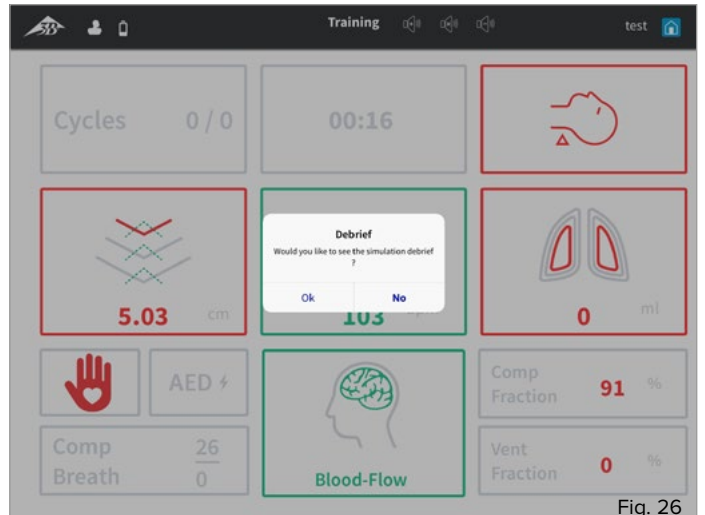 3B
Training
test
Cycles 0 / 0
00:16
Debrief
Would you like to see the simulation debrief
?
Ok No
5.03 cm
103
0 ml
AED
Comp
Fraction 91 %
Comp
Breath
26
0
Blood-Flow
Vent
Fraction 0 %
Fig. 26